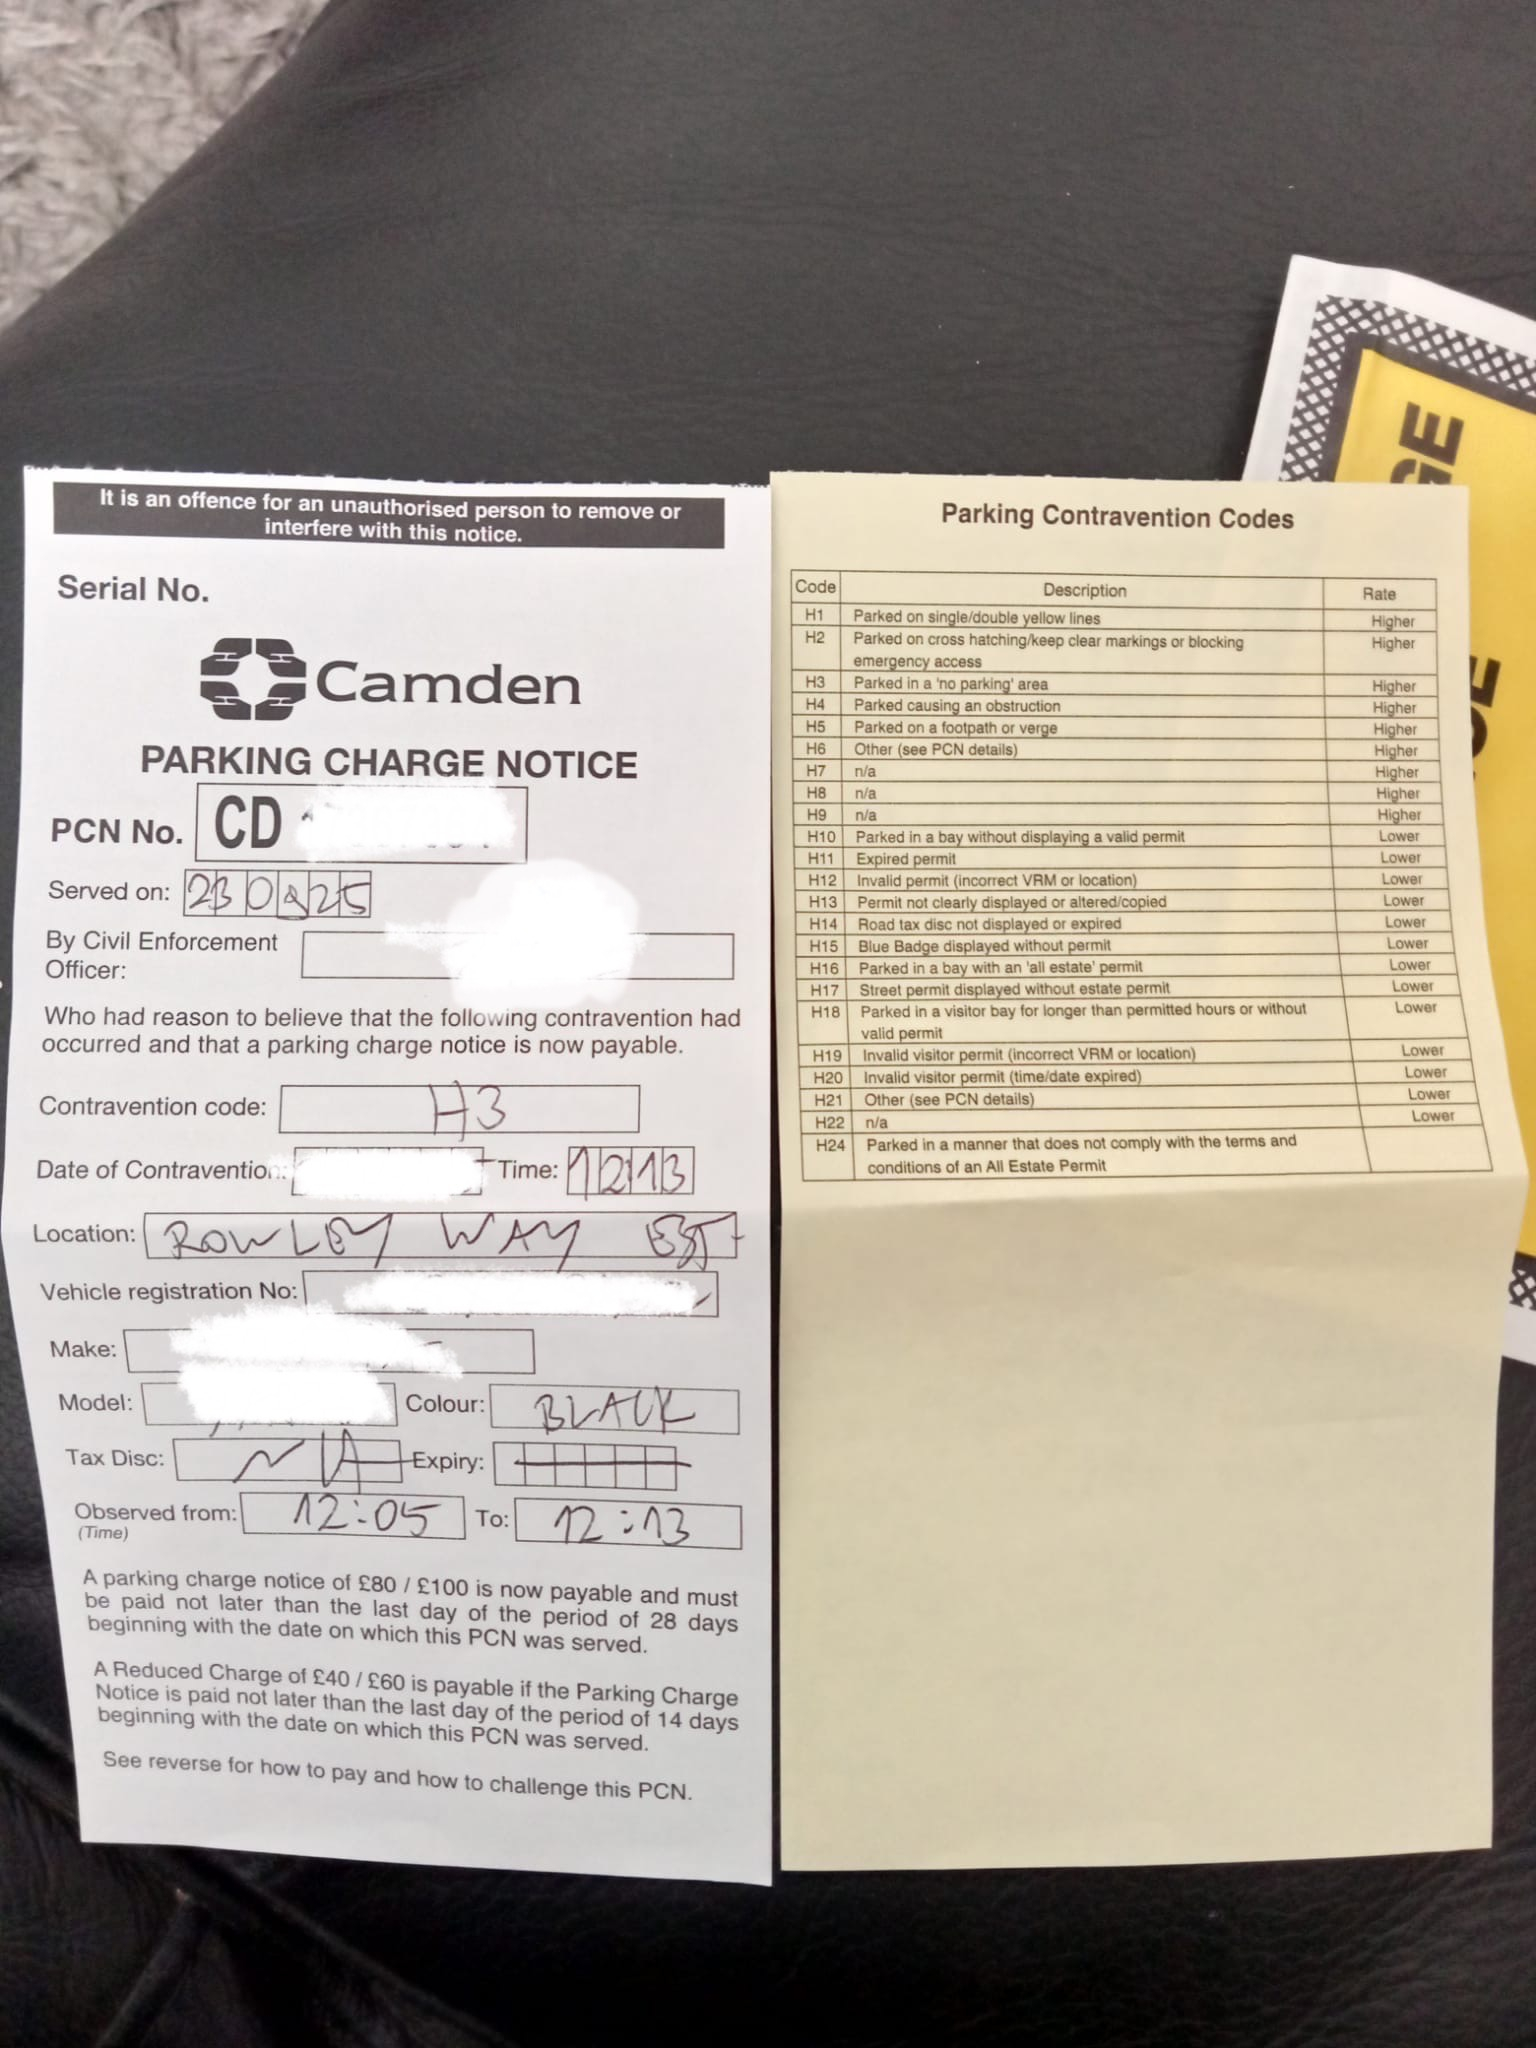 It is an offence for an unauthorised person to remove or
interfere with this notice.
Serial No.
Camden
PARKING CHARGE NOTICE
PCN No. CD
Served on: 230825
By Civil Enforcement
Officer:
Who had reason to believe that the following contravention had
occurred and that a parking charge notice is now payable.
Contravention code: H3
Date of Contravention: Time: 1213
Location: ROWLEY WAY EST
Vehicle registration No:
Make:
Model: Colour: BLACK
Tax Disc: N/A Expiry:
Observed from: 12:05 To: 12:13
(Time)
A parking charge notice of £80 / £100 is now payable and must
be paid not later than the last day of the period of 28 days
beginning with the date on which this PCN was served.
A Reduced Charge of £40 / £60 is payable if the Parking Charge
Notice is paid not later than the last day of the period of 14 days
beginning with the date on which this PCN was served.
See reverse for how to pay and how to challenge this PCN.
Parking Contravention Codes
Code Description Rate
H1 Parked on single/double yellow lines Higher
H2 Parked on cross hatching/keep clear markings or blocking Higher
emergency access
H3 Parked in a 'no parking' area Higher
H4 Parked causing an obstruction Higher
H5 Parked on a footpath or verge Higher
H6 Other (see PCN details) Higher
H7 n/a Higher
H8 n/a Higher
H9 n/a Higher
H10 Parked in a bay without displaying a valid permit Lower
H11 Expired permit Lower
H12 Invalid permit (incorrect VRM or location) Lower
H13 Permit not clearly displayed or altered/copied Lower
H14 Road tax disc not displayed or expired Lower
H15 Blue Badge displayed without permit Lower
H16 Parked in a bay with an 'all estate' permit Lower
H17 Street permit displayed without estate permit Lower
H18 Parked in a visitor bay for longer than permitted hours or without Lower
valid permit
H19 Invalid visitor permit (incorrect VRM or location) Lower
H20 Invalid visitor permit (time/date expired) Lower
H21 Other (see PCN details) Lower
H22 n/a Lower
H24 Parked in a manner that does not comply with the terms and
conditions of an All Estate Permit